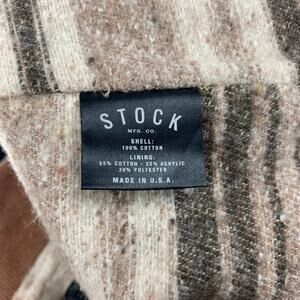 STOCK
MFG. CO.
SHELL:
100% COTTON
LINING:
55% COTTON - 25% ACRYLIC
20% POLYESTER
MADE IN U.S.A.